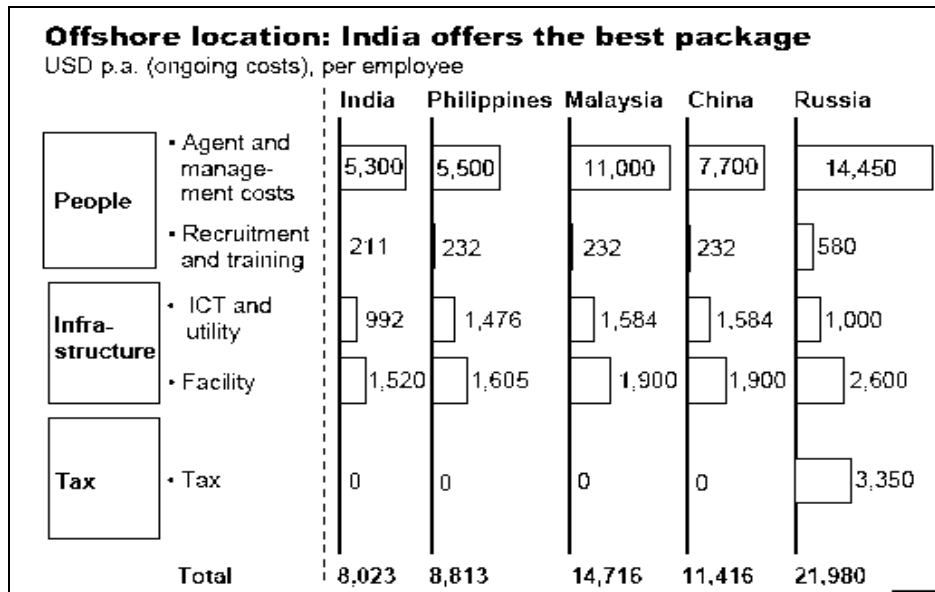 Offshore location: India offers the best package
USD p.a. (ongoing costs), per employee
India Philippines Malaysia China Russia
People
• Agent and
manage-
ment costs
5,300 5,500 11,000 7,700 14,450
• Recruitment
and training
211 232 232 232 580
Infra-
structure
• ICT and
utility
992 1,476 1,584 1,584 1,000
• Facility
1,520 1,605 1,900 1,900 2,600
Tax
• Tax
0 0 0 0 3,350
Total 8,023 8,813 14,716 11,416 21,980